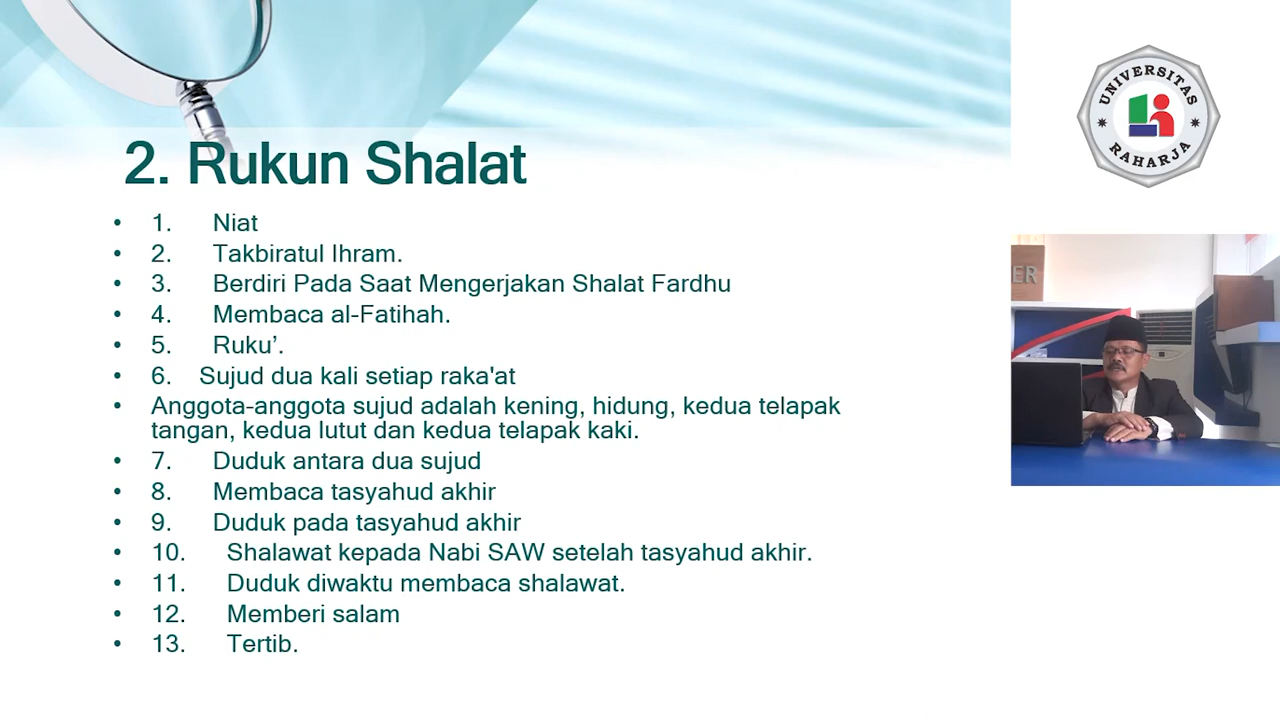 2. Rukun Shalat
• 1. Niat
• 2. Takbiratul Ihram.
• 3. Berdiri Pada Saat Mengerjakan Shalat Fardhu
• 4. Membaca al-Fatihah.
• 5. Ruku’.
• 6. Sujud dua kali setiap raka'at
• Anggota-anggota sujud adalah kening, hidung, kedua telapak
tangan, kedua lutut dan kedua telapak kaki.
• 7. Duduk antara dua sujud
• 8. Membaca tasyahud akhir
• 9. Duduk pada tasyahud akhir
• 10. Shalawat kepada Nabi SAW setelah tasyahud akhir.
• 11. Duduk diwaktu membaca shalawat.
• 12. Memberi salam
• 13. Tertib.
UNIVERSITAS
RAHARJA
ER